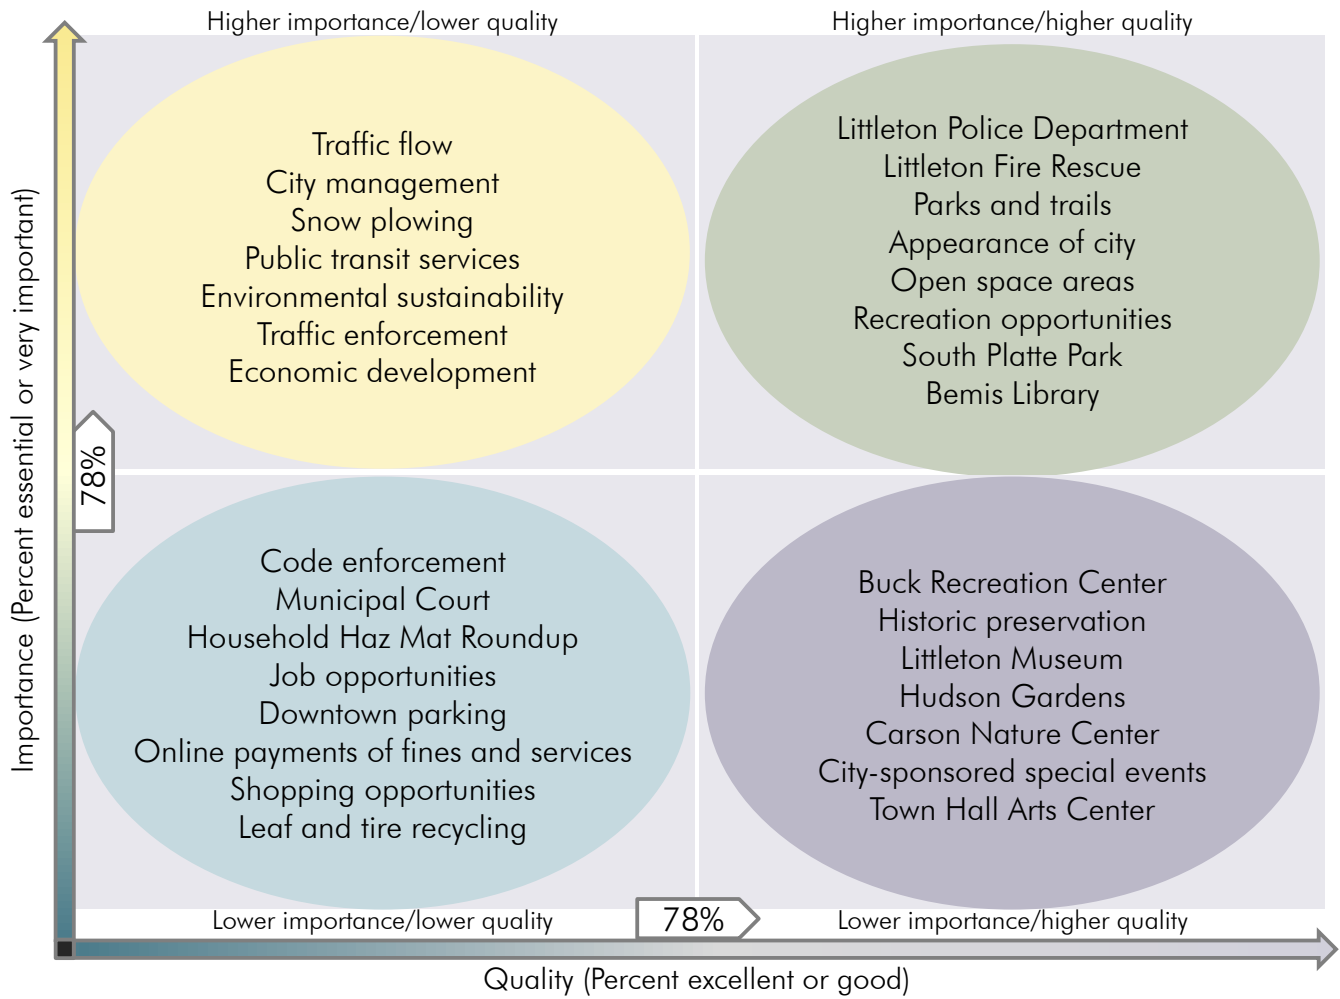 Higher importance/lower quality
Higher importance/higher quality
Traffic flow
City management
Snow plowing
Public transit services
Environmental sustainability
Traffic enforcement
Economic development
Littleton Police Department
Littleton Fire Rescue
Parks and trails
Appearance of city
Open space areas
Recreation opportunities
South Platte Park
Bemis Library
Importance (Percent essential or very important)
78%
Code enforcement
Municipal Court
Household Haz Mat Roundup
Job opportunities
Downtown parking
Online payments of fines and services
Shopping opportunities
Leaf and tire recycling
Buck Recreation Center
Historic preservation
Littleton Museum
Hudson Gardens
Carson Nature Center
City-sponsored special events
Town Hall Arts Center
Lower importance/lower quality
78%
Lower importance/higher quality
Quality (Percent excellent or good)